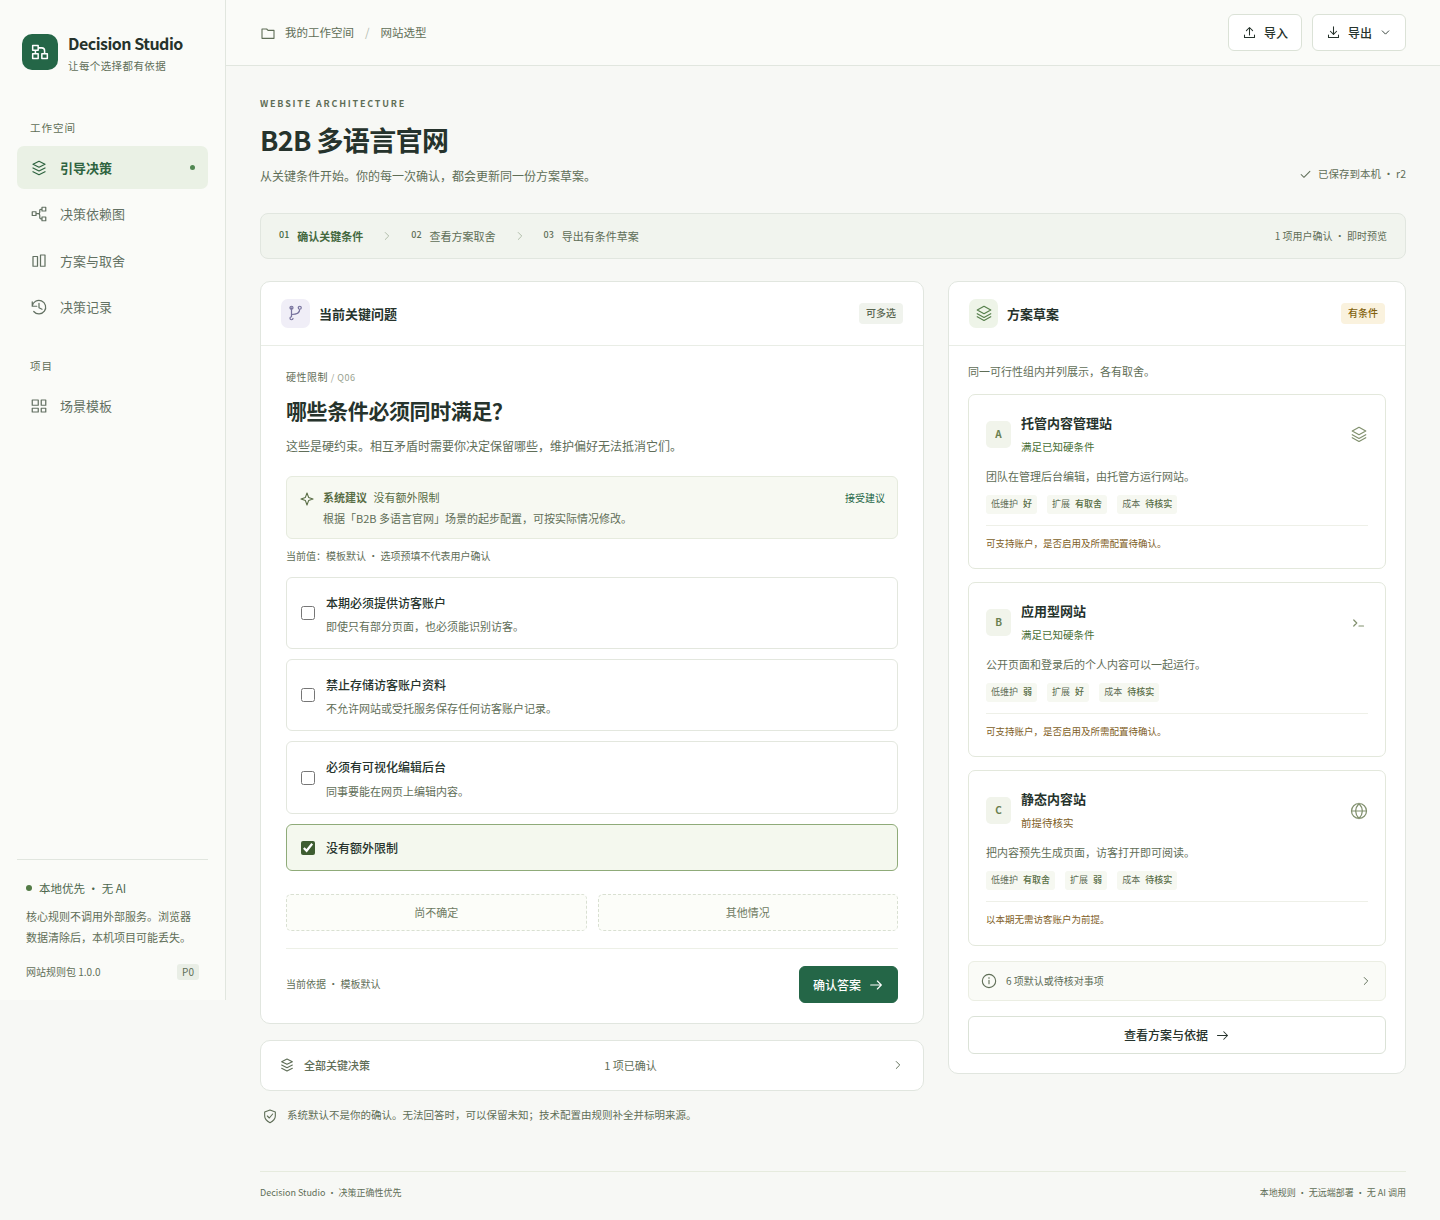 Decision Studio
让每个选择都有依据
工作空间
引导决策
决策依赖图
方案与取舍
决策记录
项目
场景模板
本地优先 · 无 AI
核心规则不调用外部服务。浏览器
数据清除后，本机项目可能丢失。
网站规则包 1.0.0
P0
我的工作空间 / 网站选型
导入
导出
WEBSITE ARCHITECTURE
B2B 多语言官网
从关键条件开始。你的每一次确认，都会更新同一份方案草案。
已保存到本机 · r2
01 确认关键条件
02 查看方案取舍
03 导出有条件草案
1 项用户确认 · 即时预览
当前关键问题
可多选
硬性限制 / Q06
哪些条件必须同时满足？
这些是硬约束。相互矛盾时需要你决定保留哪些，维护偏好无法抵消它们。
系统建议 没有额外限制
接受建议
根据「B2B 多语言官网」场景的起步配置，可按实际情况修改。
当前值：模板默认 · 选项预填不代表用户确认
本期必须提供访客账户
即使只有部分页面，也必须能识别访客。
禁止存储访客账户资料
不允许网站或受托服务保存任何访客账户记录。
必须有可视化编辑后台
同事要能在网页上编辑内容。
没有额外限制
尚不确定
其他情况
当前依据 · 模板默认
确认答案
全部关键决策
1 项已确认
系统默认不是你的确认。无法回答时，可以保留未知；技术配置由规则补全并标明来源。
方案草案
有条件
同一可行性组内并列展示，各有取舍。
A
托管内容管理站
满足已知硬条件
团队在管理后台编辑，由托管方运行网站。
低维护 好
扩展 有取舍
成本 待核实
可支持账户，是否启用及所需配置待确认。
B
应用型网站
满足已知硬条件
公开页面和登录后的个人内容可以一起运行。
低维护 弱
扩展 好
成本 待核实
可支持账户，是否启用及所需配置待确认。
C
静态内容站
前提待核实
把内容预先生成页面，访客打开即可阅读。
低维护 有取舍
扩展 弱
成本 待核实
以本期无需访客账户为前提。
6 项默认或待核对事项
查看方案与依据
Decision Studio · 决策正确性优先
本地规则 · 无远端部署 · 无 AI 调用